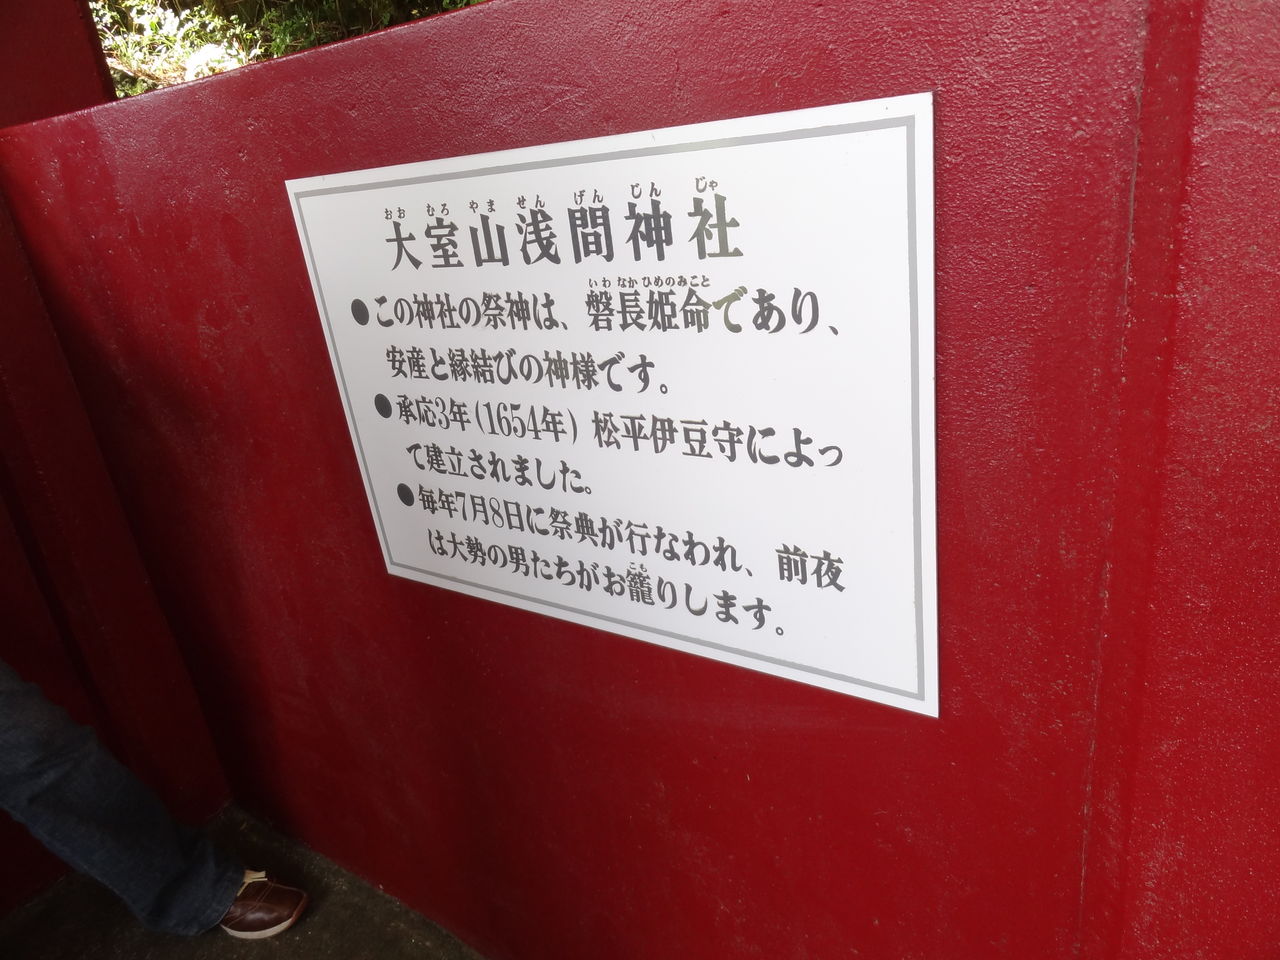 おおむろやませんげんじんじゃ
大室山浅間神社
いわなかひめのみこと
●この神社の祭神は、磐長姫命であり、
安産と縁結びの神様です。
●承応3年(1654年) 松平伊豆守によっ
て建立されました。
●毎年7月8日に祭典が行なわれ、前夜
こも
は大勢の男たちがお籠りします。